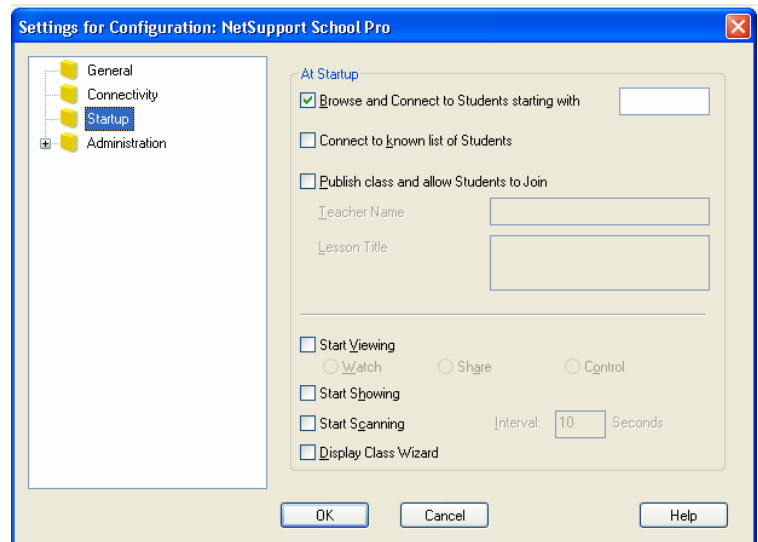 Settings for Configuration: NetSupport School Pro
General
Connectivity
Startup
Administration
At Startup
Browse and Connect to Students starting with
Connect to known list of Students
Publish class and allow Students to Join
Teacher Name
Lesson Title
Start Viewing
Watch Share Control
Start Showing
Start Scanning Interval: 10 Seconds
Display Class Wizard
OK Cancel Help